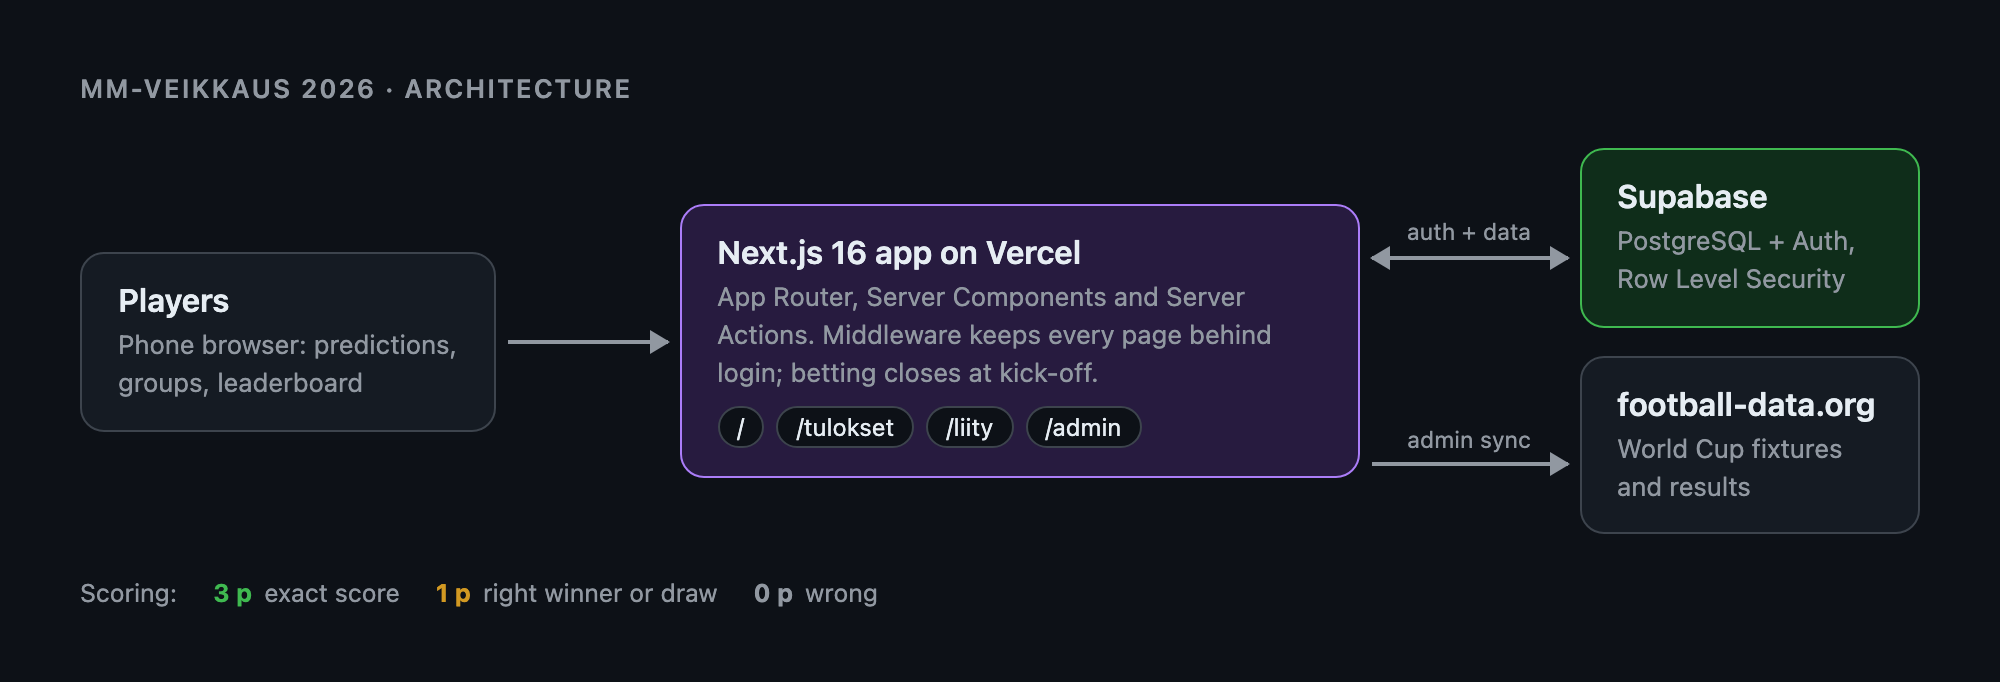 MM-VEIKKAUS 2026 · ARCHITECTURE
Players
Phone browser: predictions,
groups, leaderboard
Next.js 16 app on Vercel
App Router, Server Components and Server
Actions. Middleware keeps every page behind
login; betting closes at kick-off.
/ /tulokset /liity /admin
auth + data
admin sync
Supabase
PostgreSQL + Auth,
Row Level Security
football-data.org
World Cup fixtures
and results
Scoring: 3 p exact score 1 p right winner or draw 0 p wrong